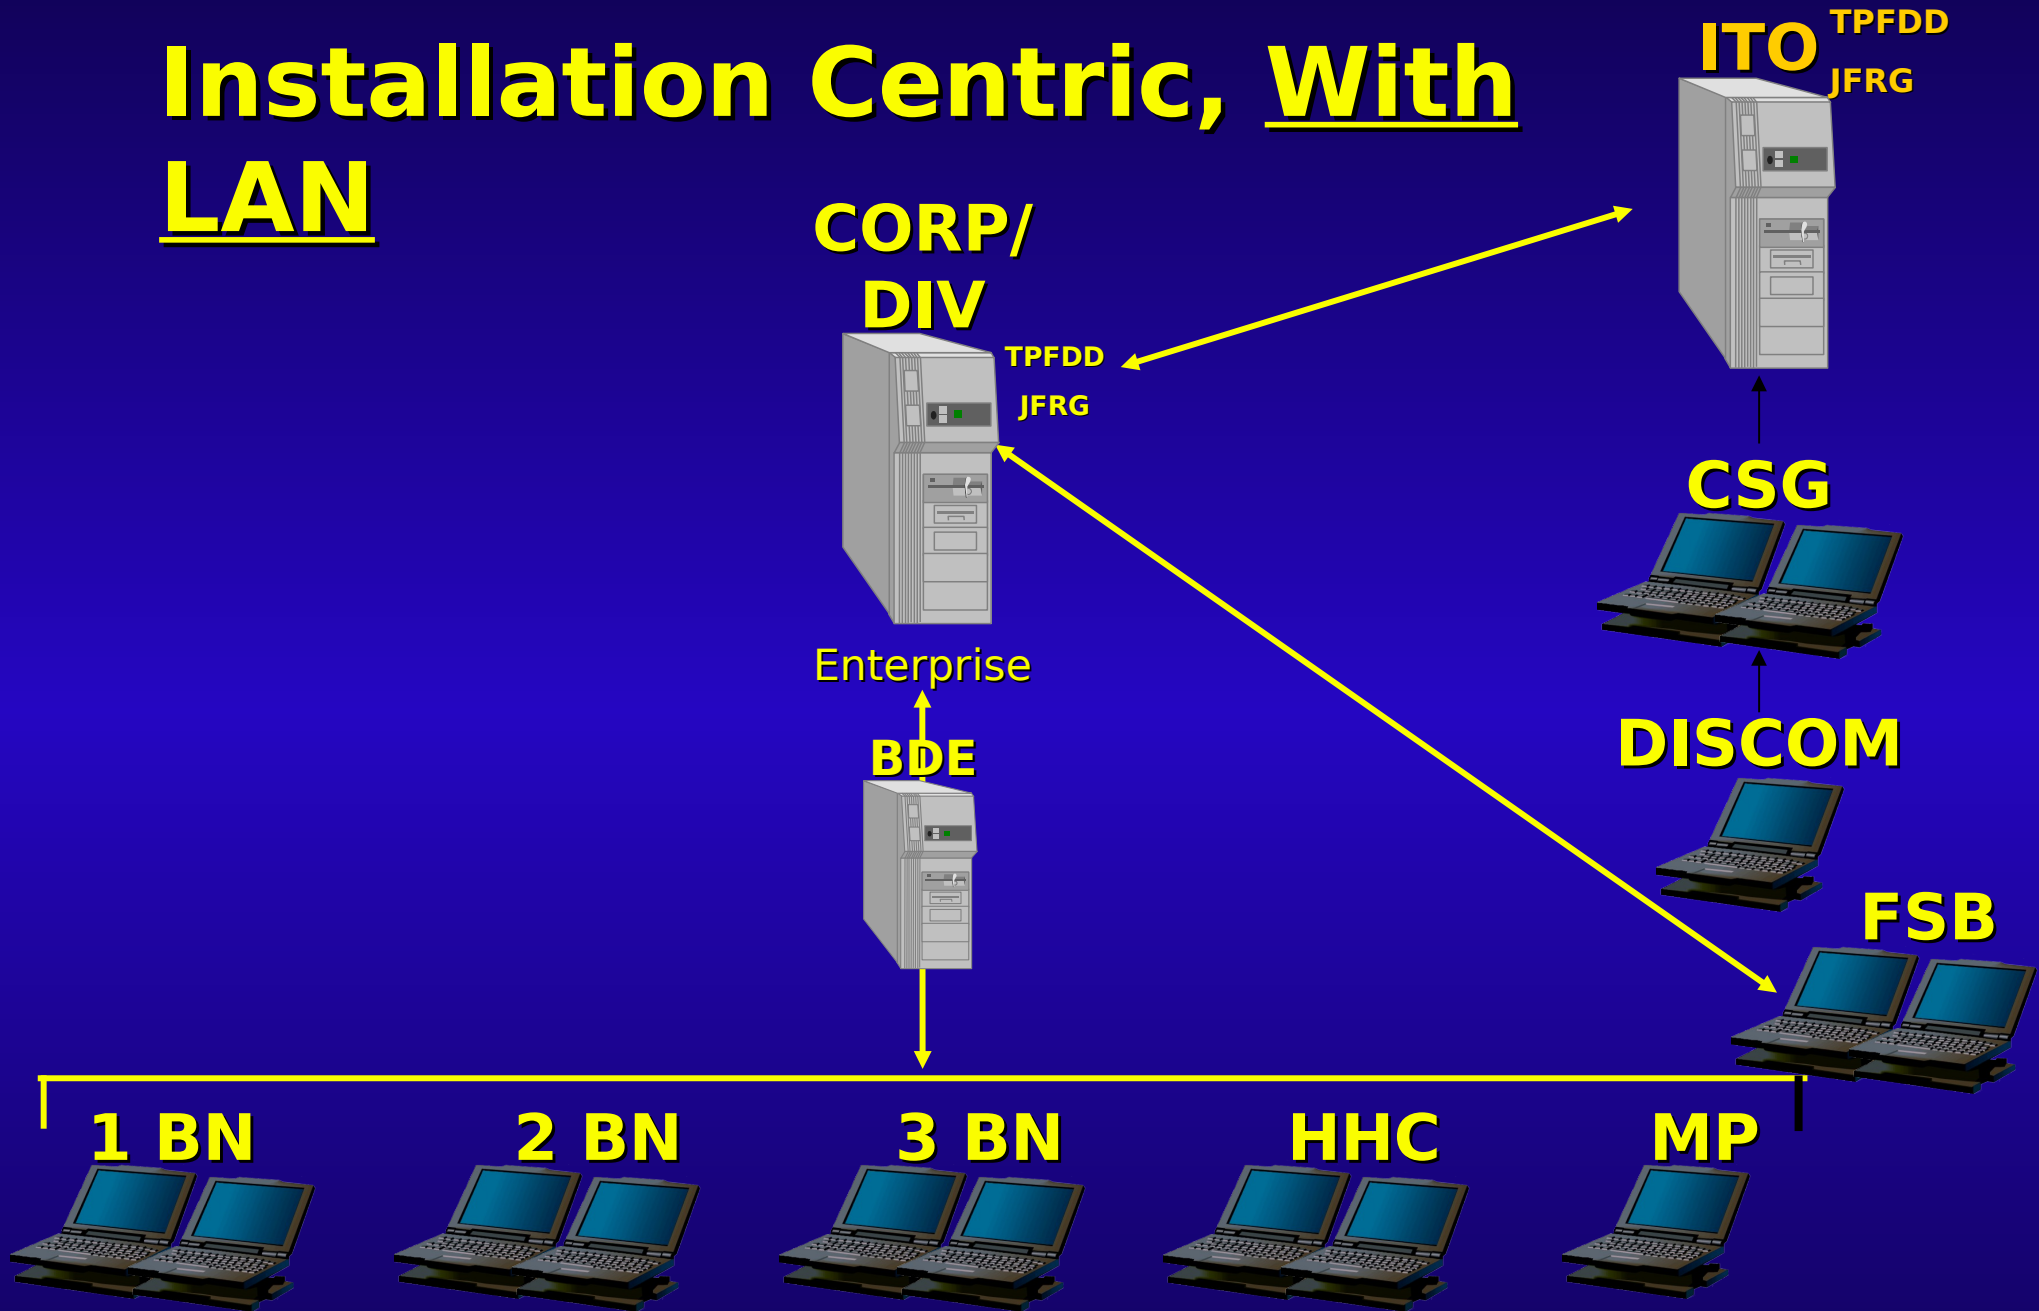 Installation Centric, With
LAN
ITO
TPFDD
JFRG
CORP/
DIV
TPFDD
JFRG
Enterprise
BDE
CSG
DISCOM
FSB
1 BN
2 BN
3 BN
HHC
MP